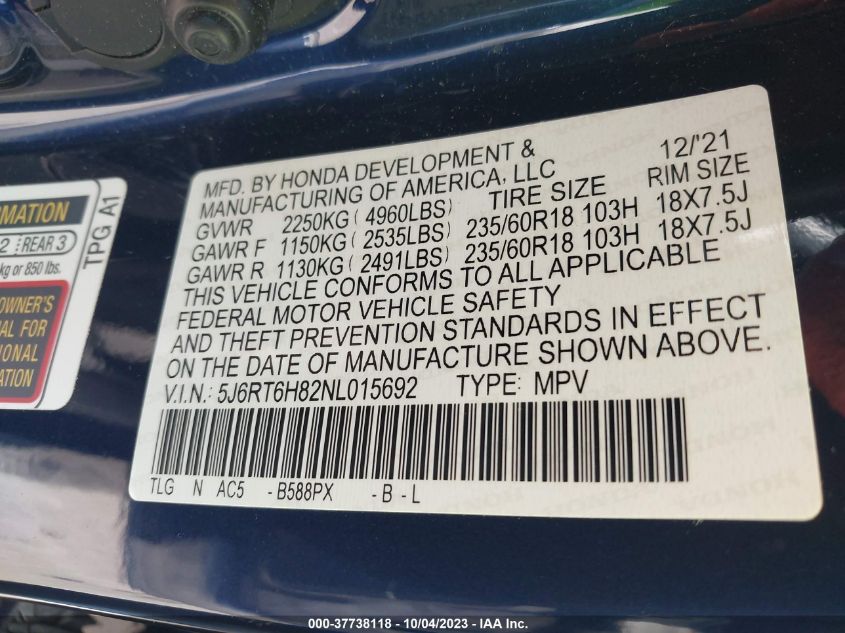 MFD. BY HONDA DEVELOPMENT & 12/'21
MANUFACTURING OF AMERICA, LLC TIRE SIZE RIM SIZE
GVWR 2250KG ( 4960LBS)
GAWR F 1150KG ( 2535LBS) 235/60R18 103H 18X7.5J
GAWR R 1130KG ( 2491LBS) 235/60R18 103H 18X7.5J
THIS VEHICLE CONFORMS TO ALL APPLICABLE
FEDERAL MOTOR VEHICLE SAFETY
AND THEFT PREVENTION STANDARDS IN EFFECT
ON THE DATE OF MANUFACTURE SHOWN ABOVE.
V.I.N.: 5J6RT6H82NL015692 TYPE: MPV
TLG N AC5 -B588PX -B-L
2 REAR 3
kg or 850 lbs.
OWNER'S
FOR
TPG A1
000-37738118 - 10/04/2023 - IAA Inc.